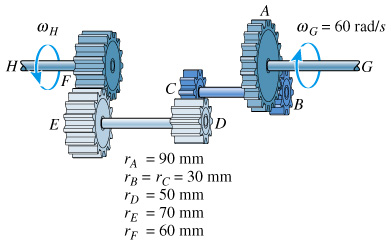 A
ω_H
ω_G = 60 rad/s
H
F
G
C
B
E
D
r_A = 90 mm
r_B = r_C = 30 mm
r_D = 50 mm
r_E = 70 mm
r_F = 60 mm